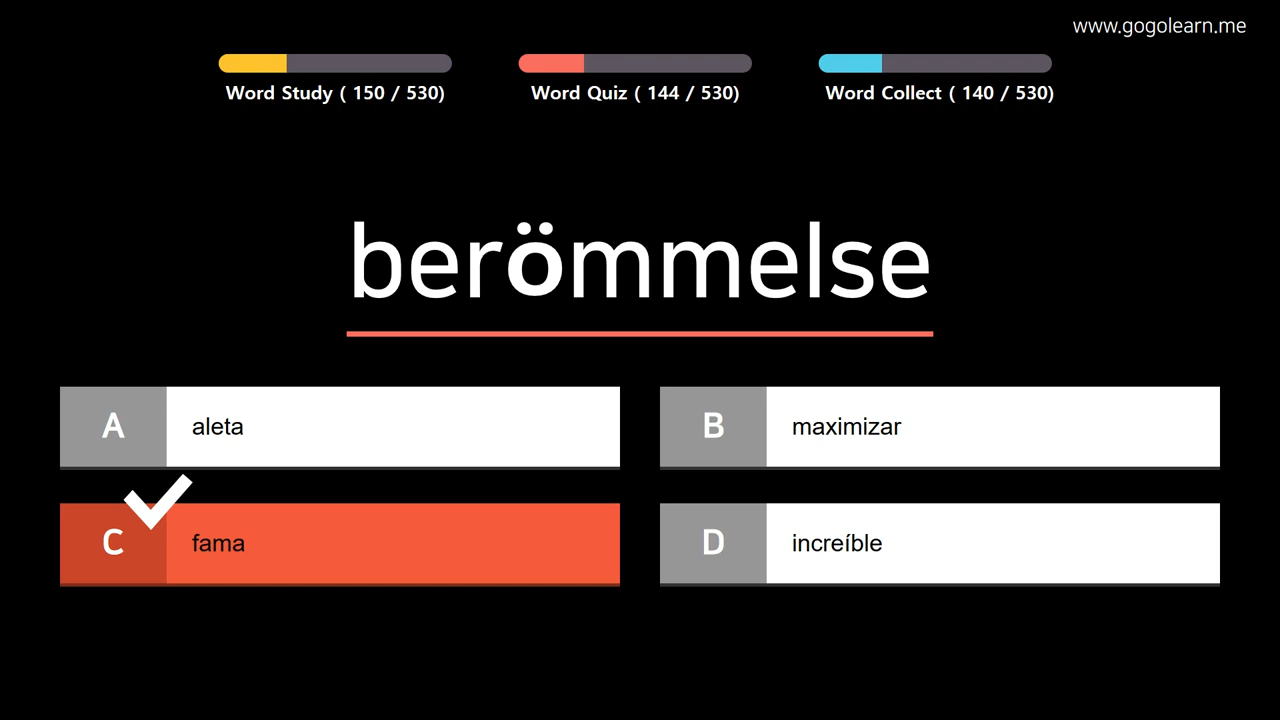 www.gogolearn.me
Word Study ( 150 / 530)
Word Quiz ( 144 / 530)
Word Collect ( 140 / 530)
berömmelse
A aleta
B maximizar
C fama
D increíble